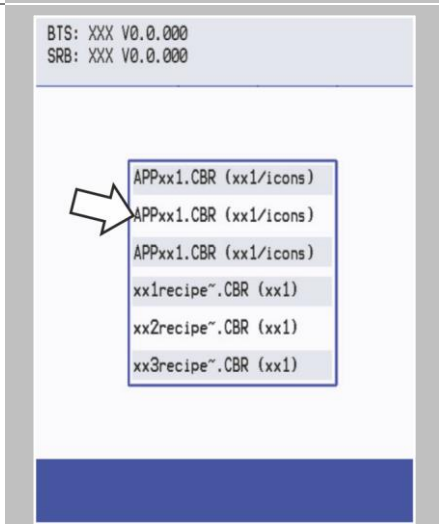 BTS: XXX V0.0.000
SRB: XXX V0.0.000
APPxx1.CBR (xx1/icons)
APPxx1.CBR (xx1/icons)
APPxx1.CBR (xx1/icons)
xx1recipe~.CBR (xx1)
xx2recipe~.CBR (xx1)
xx3recipe~.CBR (xx1)